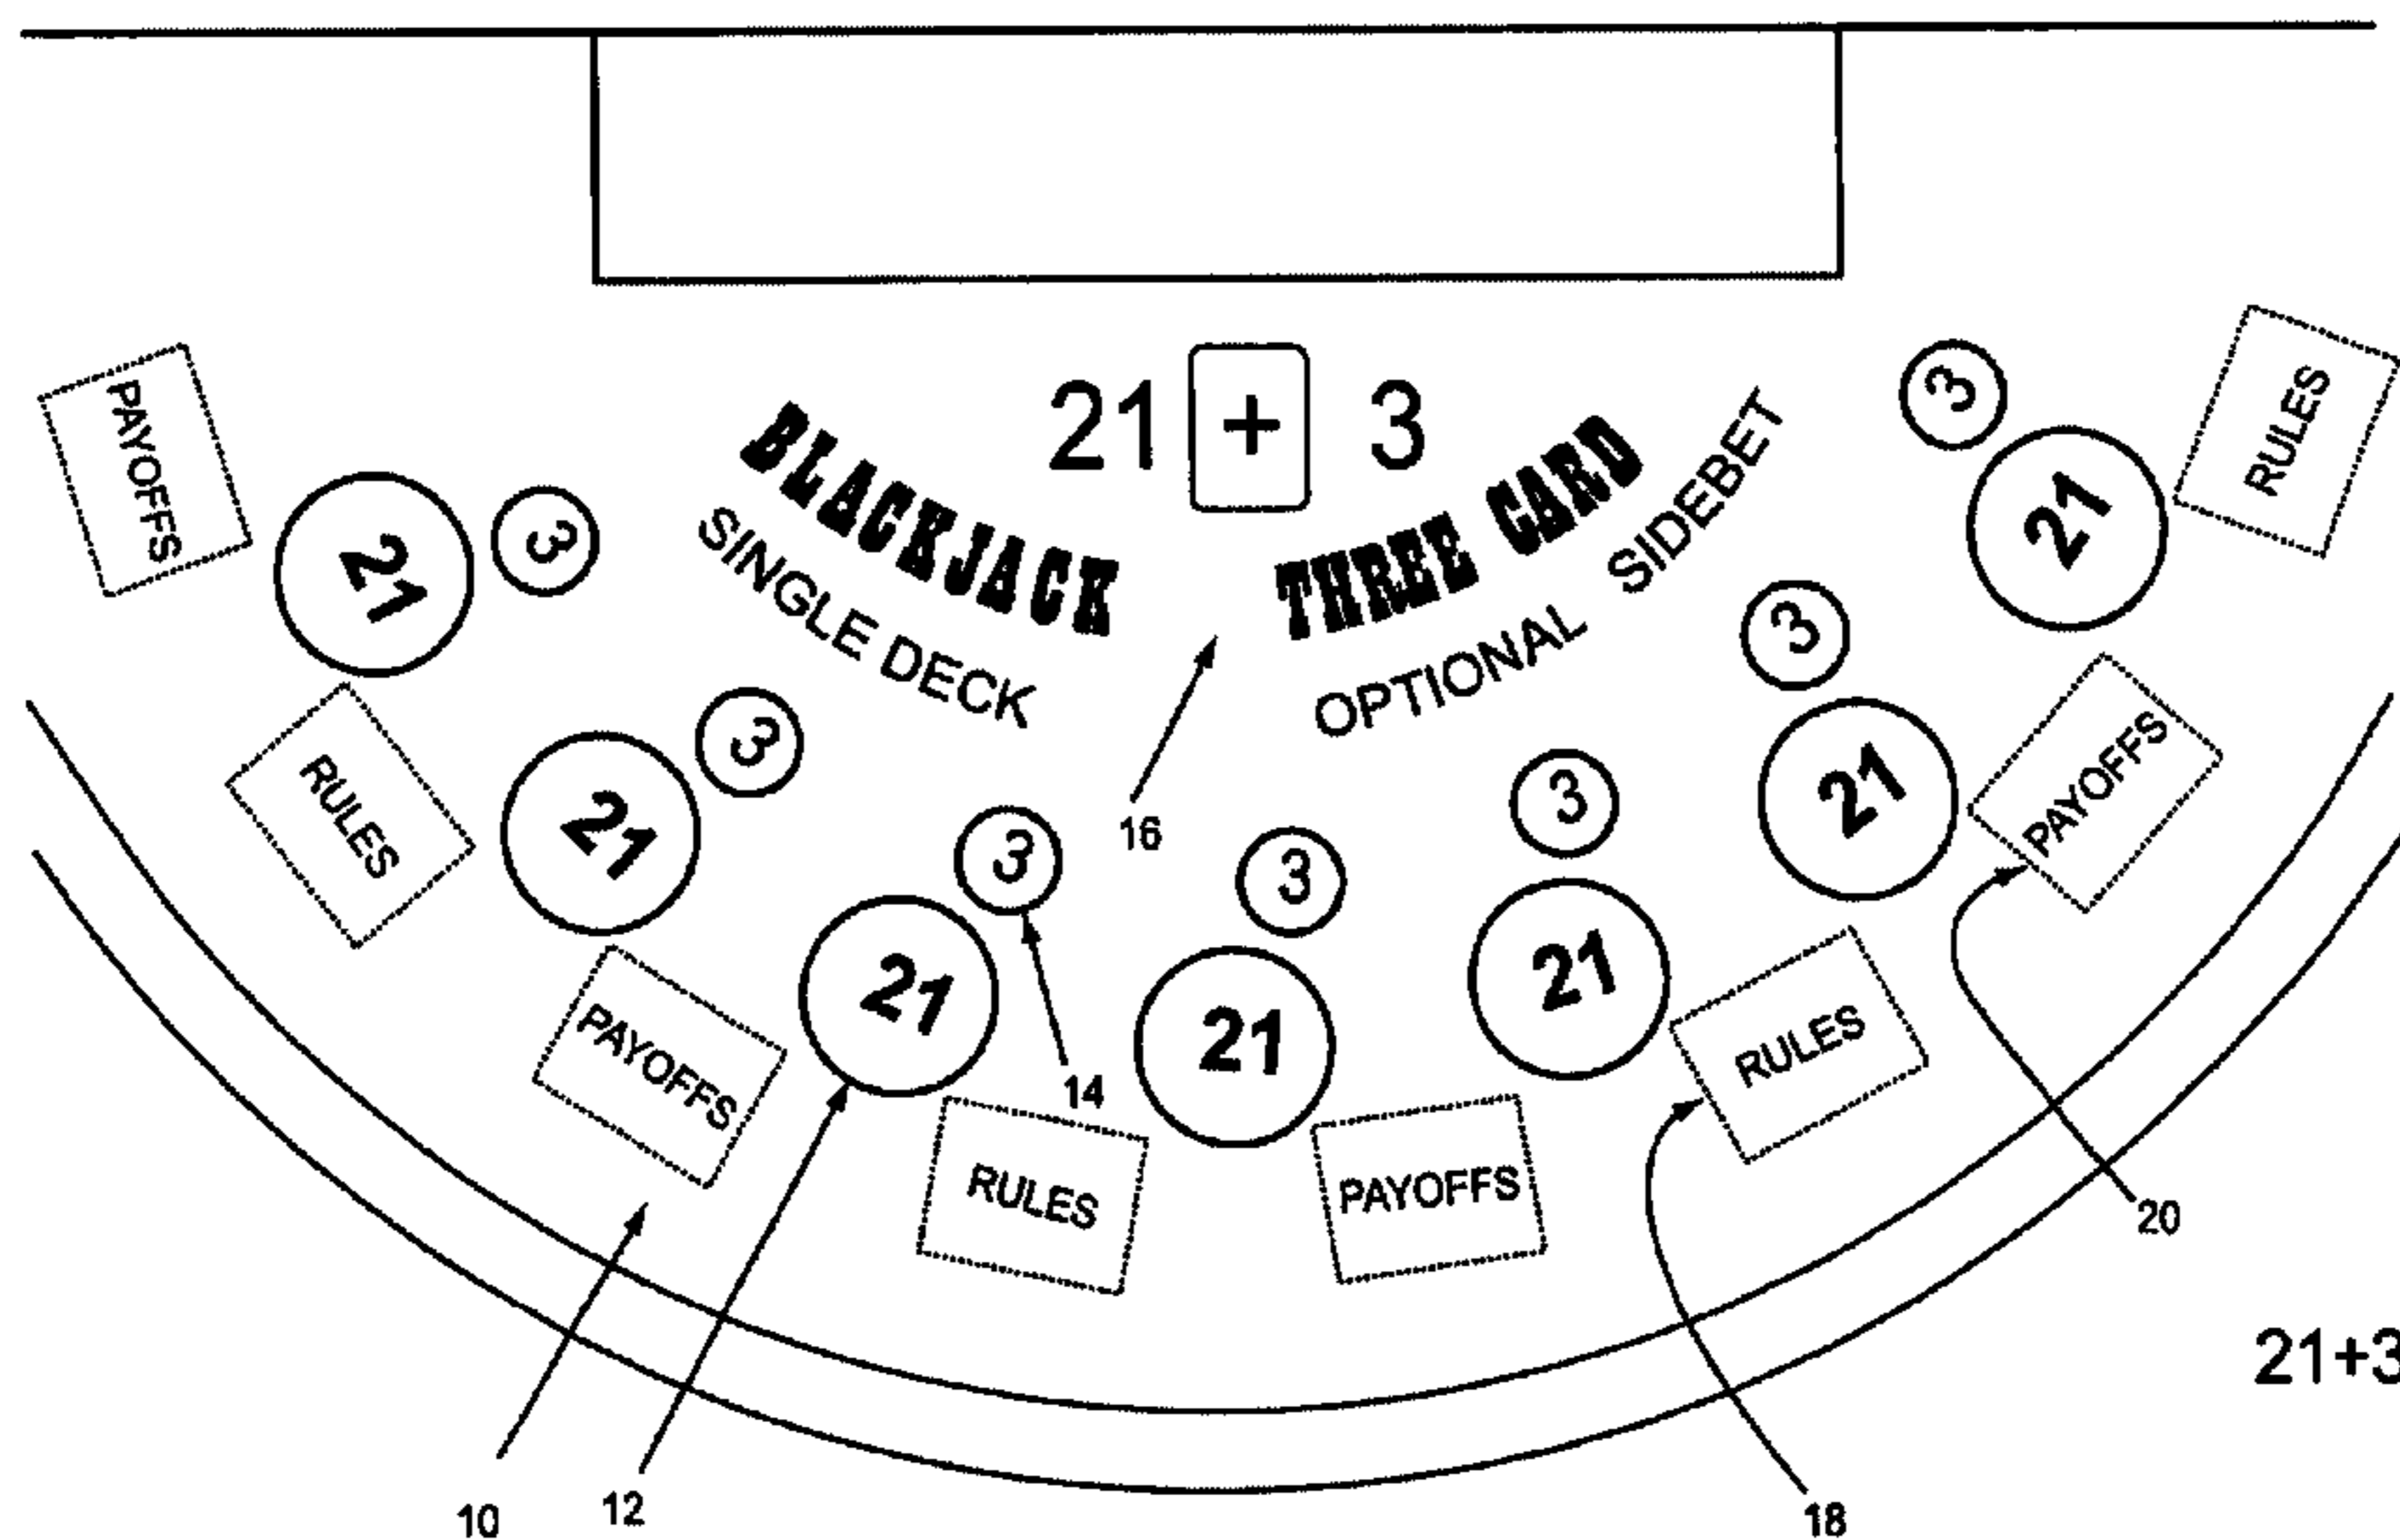 21 + 3
BLACKJACK
THREE CARD
SINGLE DECK
OPTIONAL SIDEBET
PAYOFFS
21
3
3
21
RULES
RULES
21
3
3
21
PAYOFFS
PAYOFFS
21
3
16
3
21
3
21
RULES
14
RULES
PAYOFFS
20
21+3
10
12
18